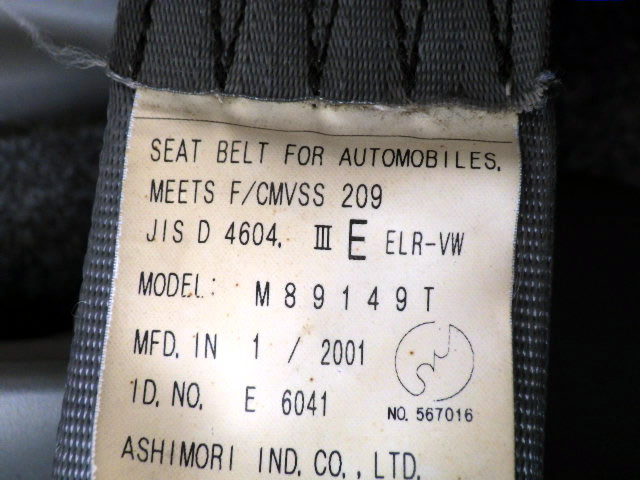 SEAT BELT FOR AUTOMOBILES.
MEETS F/CMVSS 209
JIS D 4604. III E ELR-VW
MODEL: M89149T
MFD. IN 1 / 2001
ID. NO. E 6041
NO. 567016
ASHIMORI IND. CO., LTD.